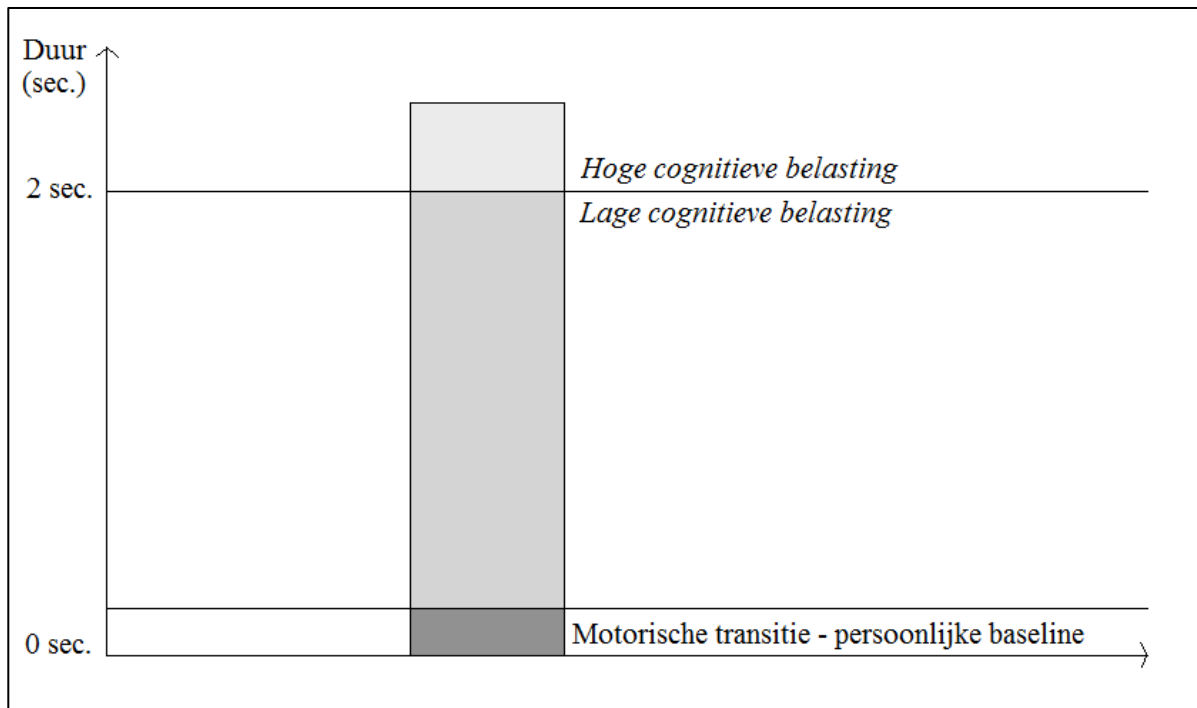 Duur
(sec.)
Hoge cognitieve belasting
2 sec.
Lage cognitieve belasting
0 sec.
Motorische transitie - persoonlijke baseline